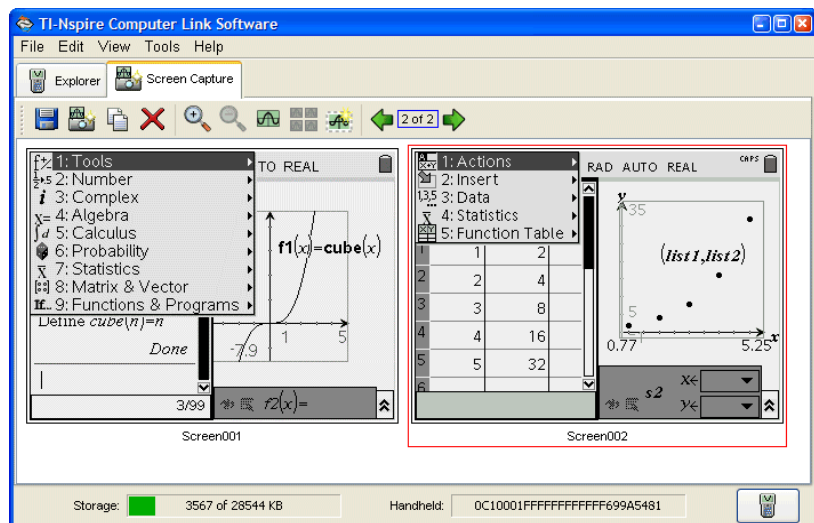 TI-Nspire Computer Link Software
File Edit View Tools Help
Explorer Screen Capture
2 of 2
1: Tools
2: Number
3: Complex
4: Algebra
5: Calculus
6: Probability
7: Statistics
8: Matrix & Vector
9: Functions & Programs
TO REAL
f1(x)=cube(x)
Define cube(n)=n
Done
-7.9
1
5
3/99
f2(x)=
Screen001
1: Actions
2: Insert
3: Data
4: Statistics
5: Function Table
RAD AUTO REAL
CAPS
1 1 2
2 2 4
3 3 8
4 4 16
5 5 32
6
y
35
(list1,list2)
5
0.77
5.25
x
s2
x←
y←
Screen002
Storage: 3567 of 28544 KB
Handheld: 0C10001FFFFFFFFFFFF699A5481